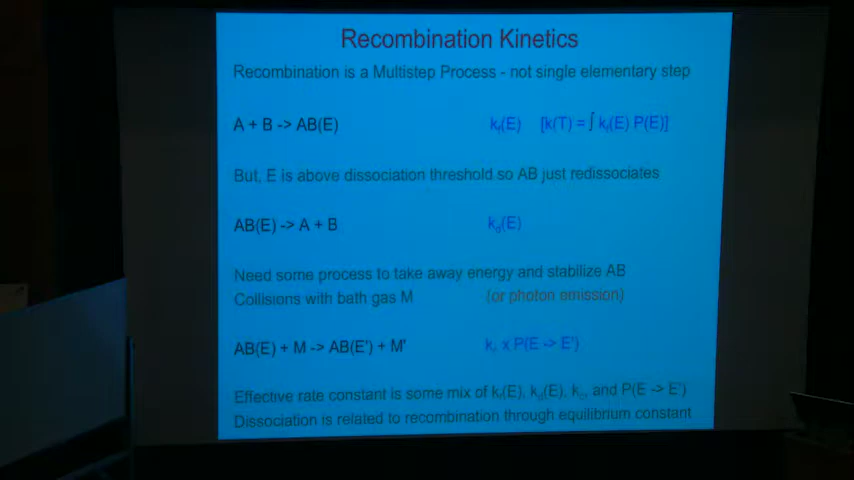 Recombination Kinetics
Recombination is a Multistep Process - not single elementary step
A + B -> AB(E) kf(E) [k(T) = ∫ kf(E) P(E)]
But, E is above dissociation threshold so AB just redissociates
AB(E) -> A + B kd(E)
Need some process to take away energy and stabilize AB
Collisions with bath gas M (or photon emission)
AB(E) + M -> AB(E') + M' kc x P(E -> E')
Effective rate constant is some mix of kf(E), kd(E), kc, and P(E -> E')
Dissociation is related to recombination through equilibrium constant